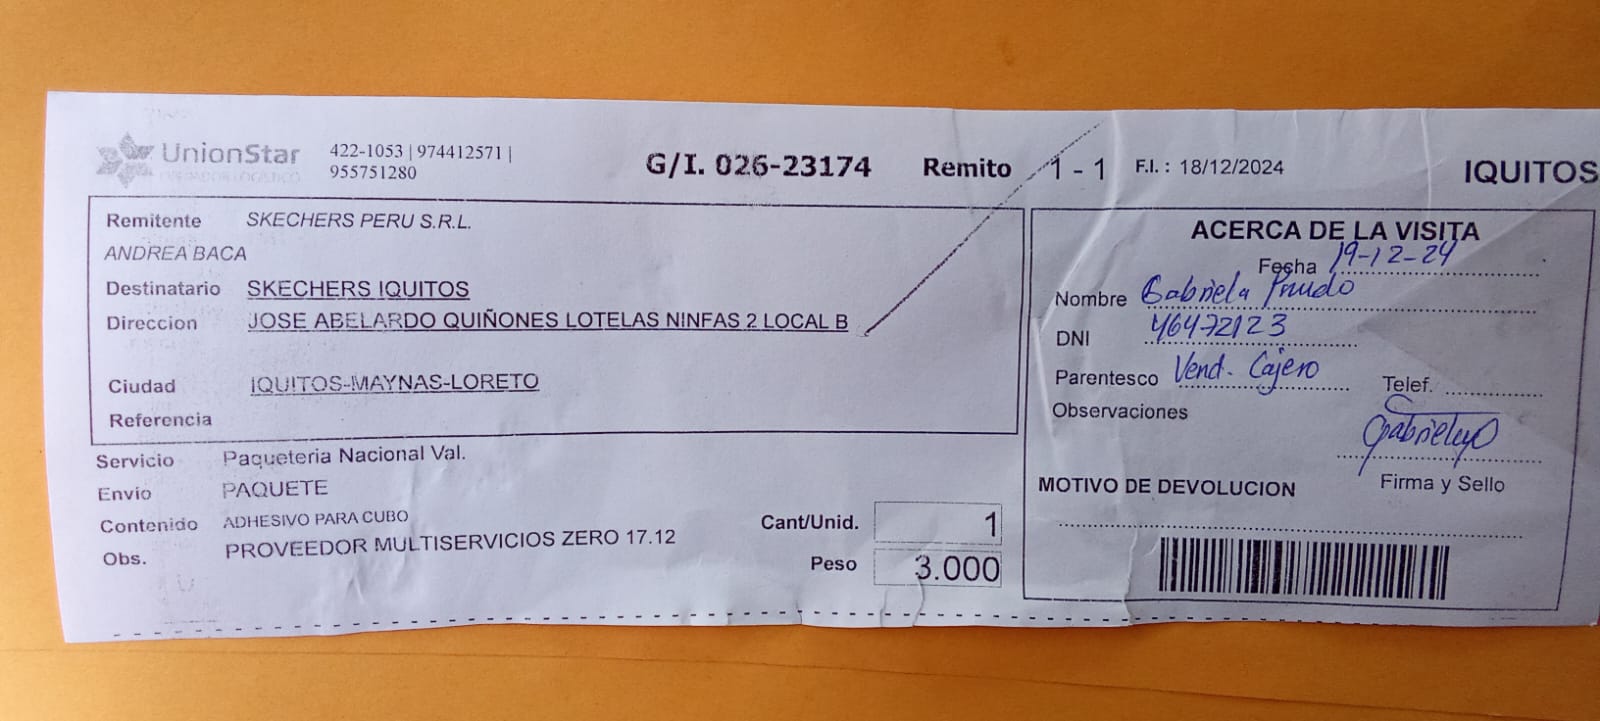 UnionStar
422-1053 | 974412571 |
955751280
G/I. 026-23174 Remito 1 - 1 F.I. : 18/12/2024 IQUITOS
Remitente SKECHERS PERU S.R.L.
ANDREA BACA
Destinatario SKECHERS IQUITOS
Direccion JOSE ABELARDO QUIÑONES LOTELAS NINFAS 2 LOCAL B
Ciudad IQUITOS-MAYNAS-LORETO
Referencia
Servicio Paqueteria Nacional Val.
Envio PAQUETE
Contenido ADHESIVO PARA CUBO
Obs. PROVEEDOR MULTISERVICIOS ZERO 17.12
Cant/Unid. 1
Peso 3.000
ACERCA DE LA VISITA
Fecha 19-12-24
Nombre Gabriela
DNI 46472123
Parentesco Vend. Cajero Telef.
Observaciones
Firma y Sello
MOTIVO DE DEVOLUCION